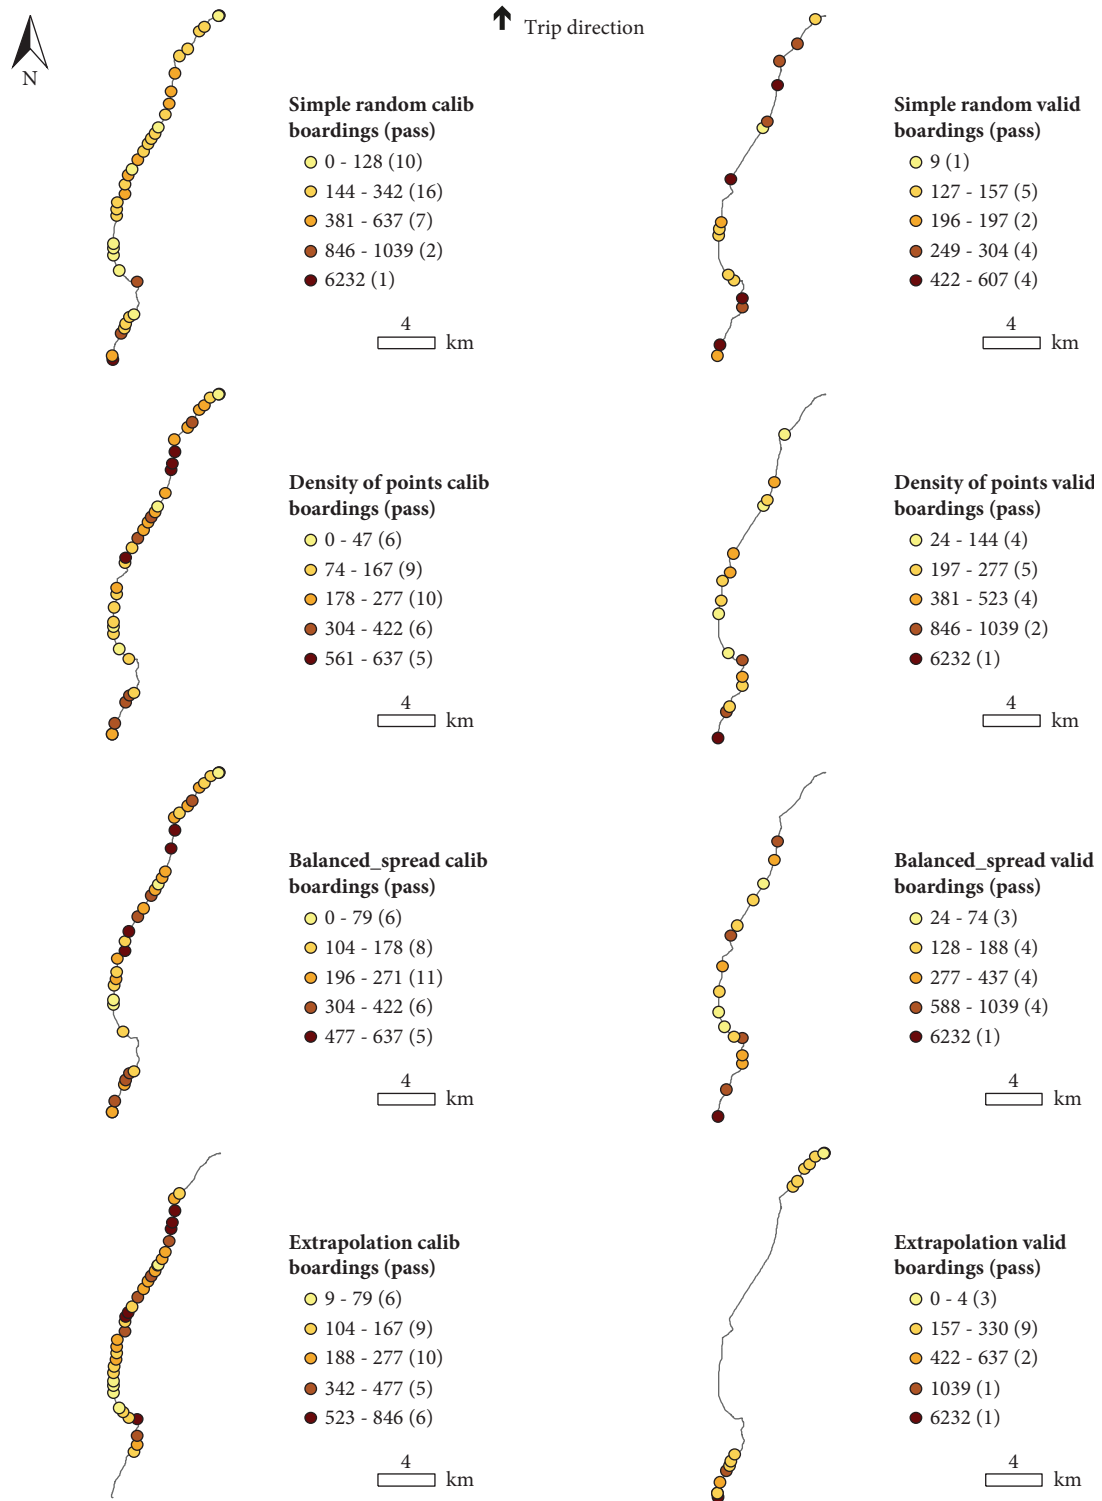 N
Trip direction
Simple random calib
boardings (pass)
0 - 128 (10)
144 - 342 (16)
381 - 637 (7)
846 - 1039 (2)
6232 (1)
4
km
Simple random valid
boardings (pass)
9 (1)
127 - 157 (5)
196 - 197 (2)
249 - 304 (4)
422 - 607 (4)
4
km
Density of points calib
boardings (pass)
0 - 47 (6)
74 - 167 (9)
178 - 277 (10)
304 - 422 (6)
561 - 637 (5)
4
km
Density of points valid
boardings (pass)
24 - 144 (4)
197 - 277 (5)
381 - 523 (4)
846 - 1039 (2)
6232 (1)
4
km
Balanced_spread calib
boardings (pass)
0 - 79 (6)
104 - 178 (8)
196 - 271 (11)
304 - 422 (6)
477 - 637 (5)
4
km
Balanced_spread valid
boardings (pass)
24 - 74 (3)
128 - 188 (4)
277 - 437 (4)
588 - 1039 (4)
6232 (1)
4
km
Extrapolation calib
boardings (pass)
9 - 79 (6)
104 - 167 (9)
188 - 277 (10)
342 - 477 (5)
523 - 846 (6)
4
km
Extrapolation valid
boardings (pass)
0 - 4 (3)
157 - 330 (9)
422 - 637 (2)
1039 (1)
6232 (1)
4
km